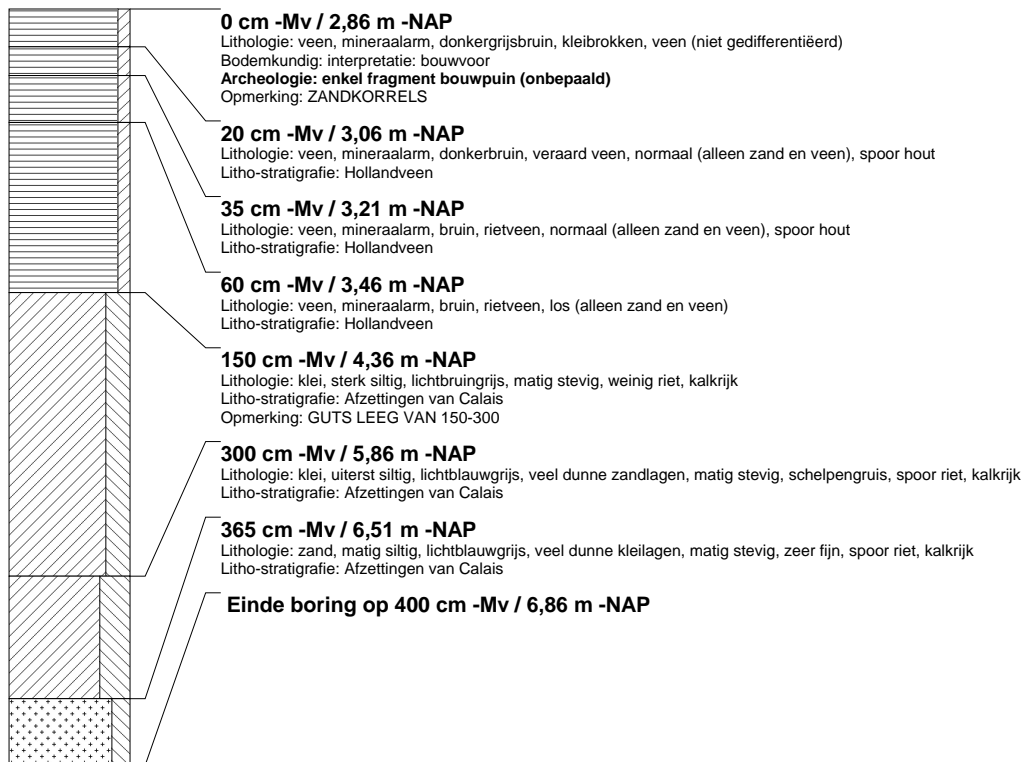 0 cm -Mv / 2,86 m -NAP
Lithologie: veen, mineraalarm, donkergrijsbruin, kleibrokken, veen (niet gedifferentiëerd)
Bodemkundig: interpretatie: bouwvoor
Archeologie: enkel fragment bouwpuin (onbepaald)
Opmerking: ZANDKORRELS
20 cm -Mv / 3,06 m -NAP
Lithologie: veen, mineraalarm, donkerbruin, veraard veen, normaal (alleen zand en veen), spoor hout
Litho-stratigrafie: Hollandveen
35 cm -Mv / 3,21 m -NAP
Lithologie: veen, mineraalarm, bruin, rietveen, normaal (alleen zand en veen), spoor hout
Litho-stratigrafie: Hollandveen
60 cm -Mv / 3,46 m -NAP
Lithologie: veen, mineraalarm, bruin, rietveen, los (alleen zand en veen)
Litho-stratigrafie: Hollandveen
150 cm -Mv / 4,36 m -NAP
Lithologie: klei, sterk siltig, lichtbruingrijs, matig stevig, weinig riet, kalkrijk
Litho-stratigrafie: Afzettingen van Calais
Opmerking: GUTS LEEG VAN 150-300
300 cm -Mv / 5,86 m -NAP
Lithologie: klei, uiterst siltig, lichtblauwgrijs, veel dunne zandlagen, matig stevig, schelpengruis, spoor riet, kalkrijk
Litho-stratigrafie: Afzettingen van Calais
365 cm -Mv / 6,51 m -NAP
Lithologie: zand, matig siltig, lichtblauwgrijs, veel dunne kleilagen, matig stevig, zeer fijn, spoor riet, kalkrijk
Litho-stratigrafie: Afzettingen van Calais
Einde boring op 400 cm -Mv / 6,86 m -NAP